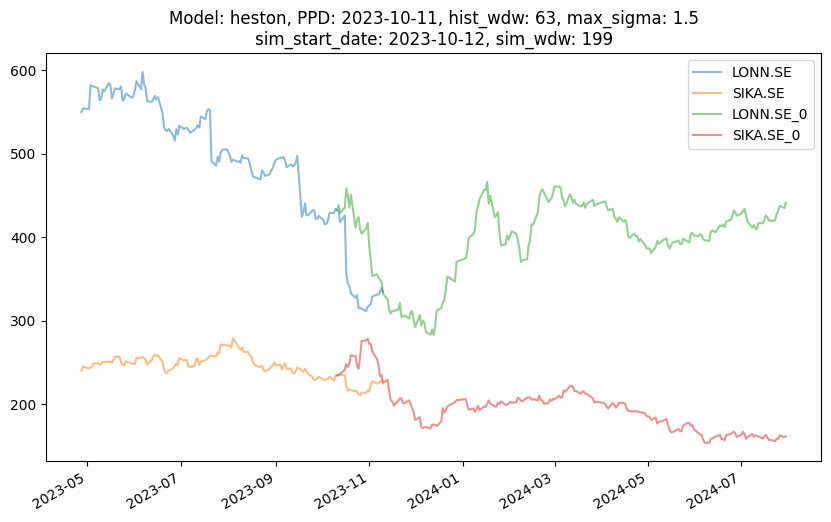 Model: heston, PPD: 2023-10-11, hist_wdw: 63, max_sigma: 1.5
sim_start_date: 2023-10-12, sim_wdw: 199
LONN.SE
SIKA.SE
LONN.SE_0
SIKA.SE_0
600
500
400
300
200
2023-05
2023-07
2023-09
2023-11
2024-01
2024-03
2024-05
2024-07